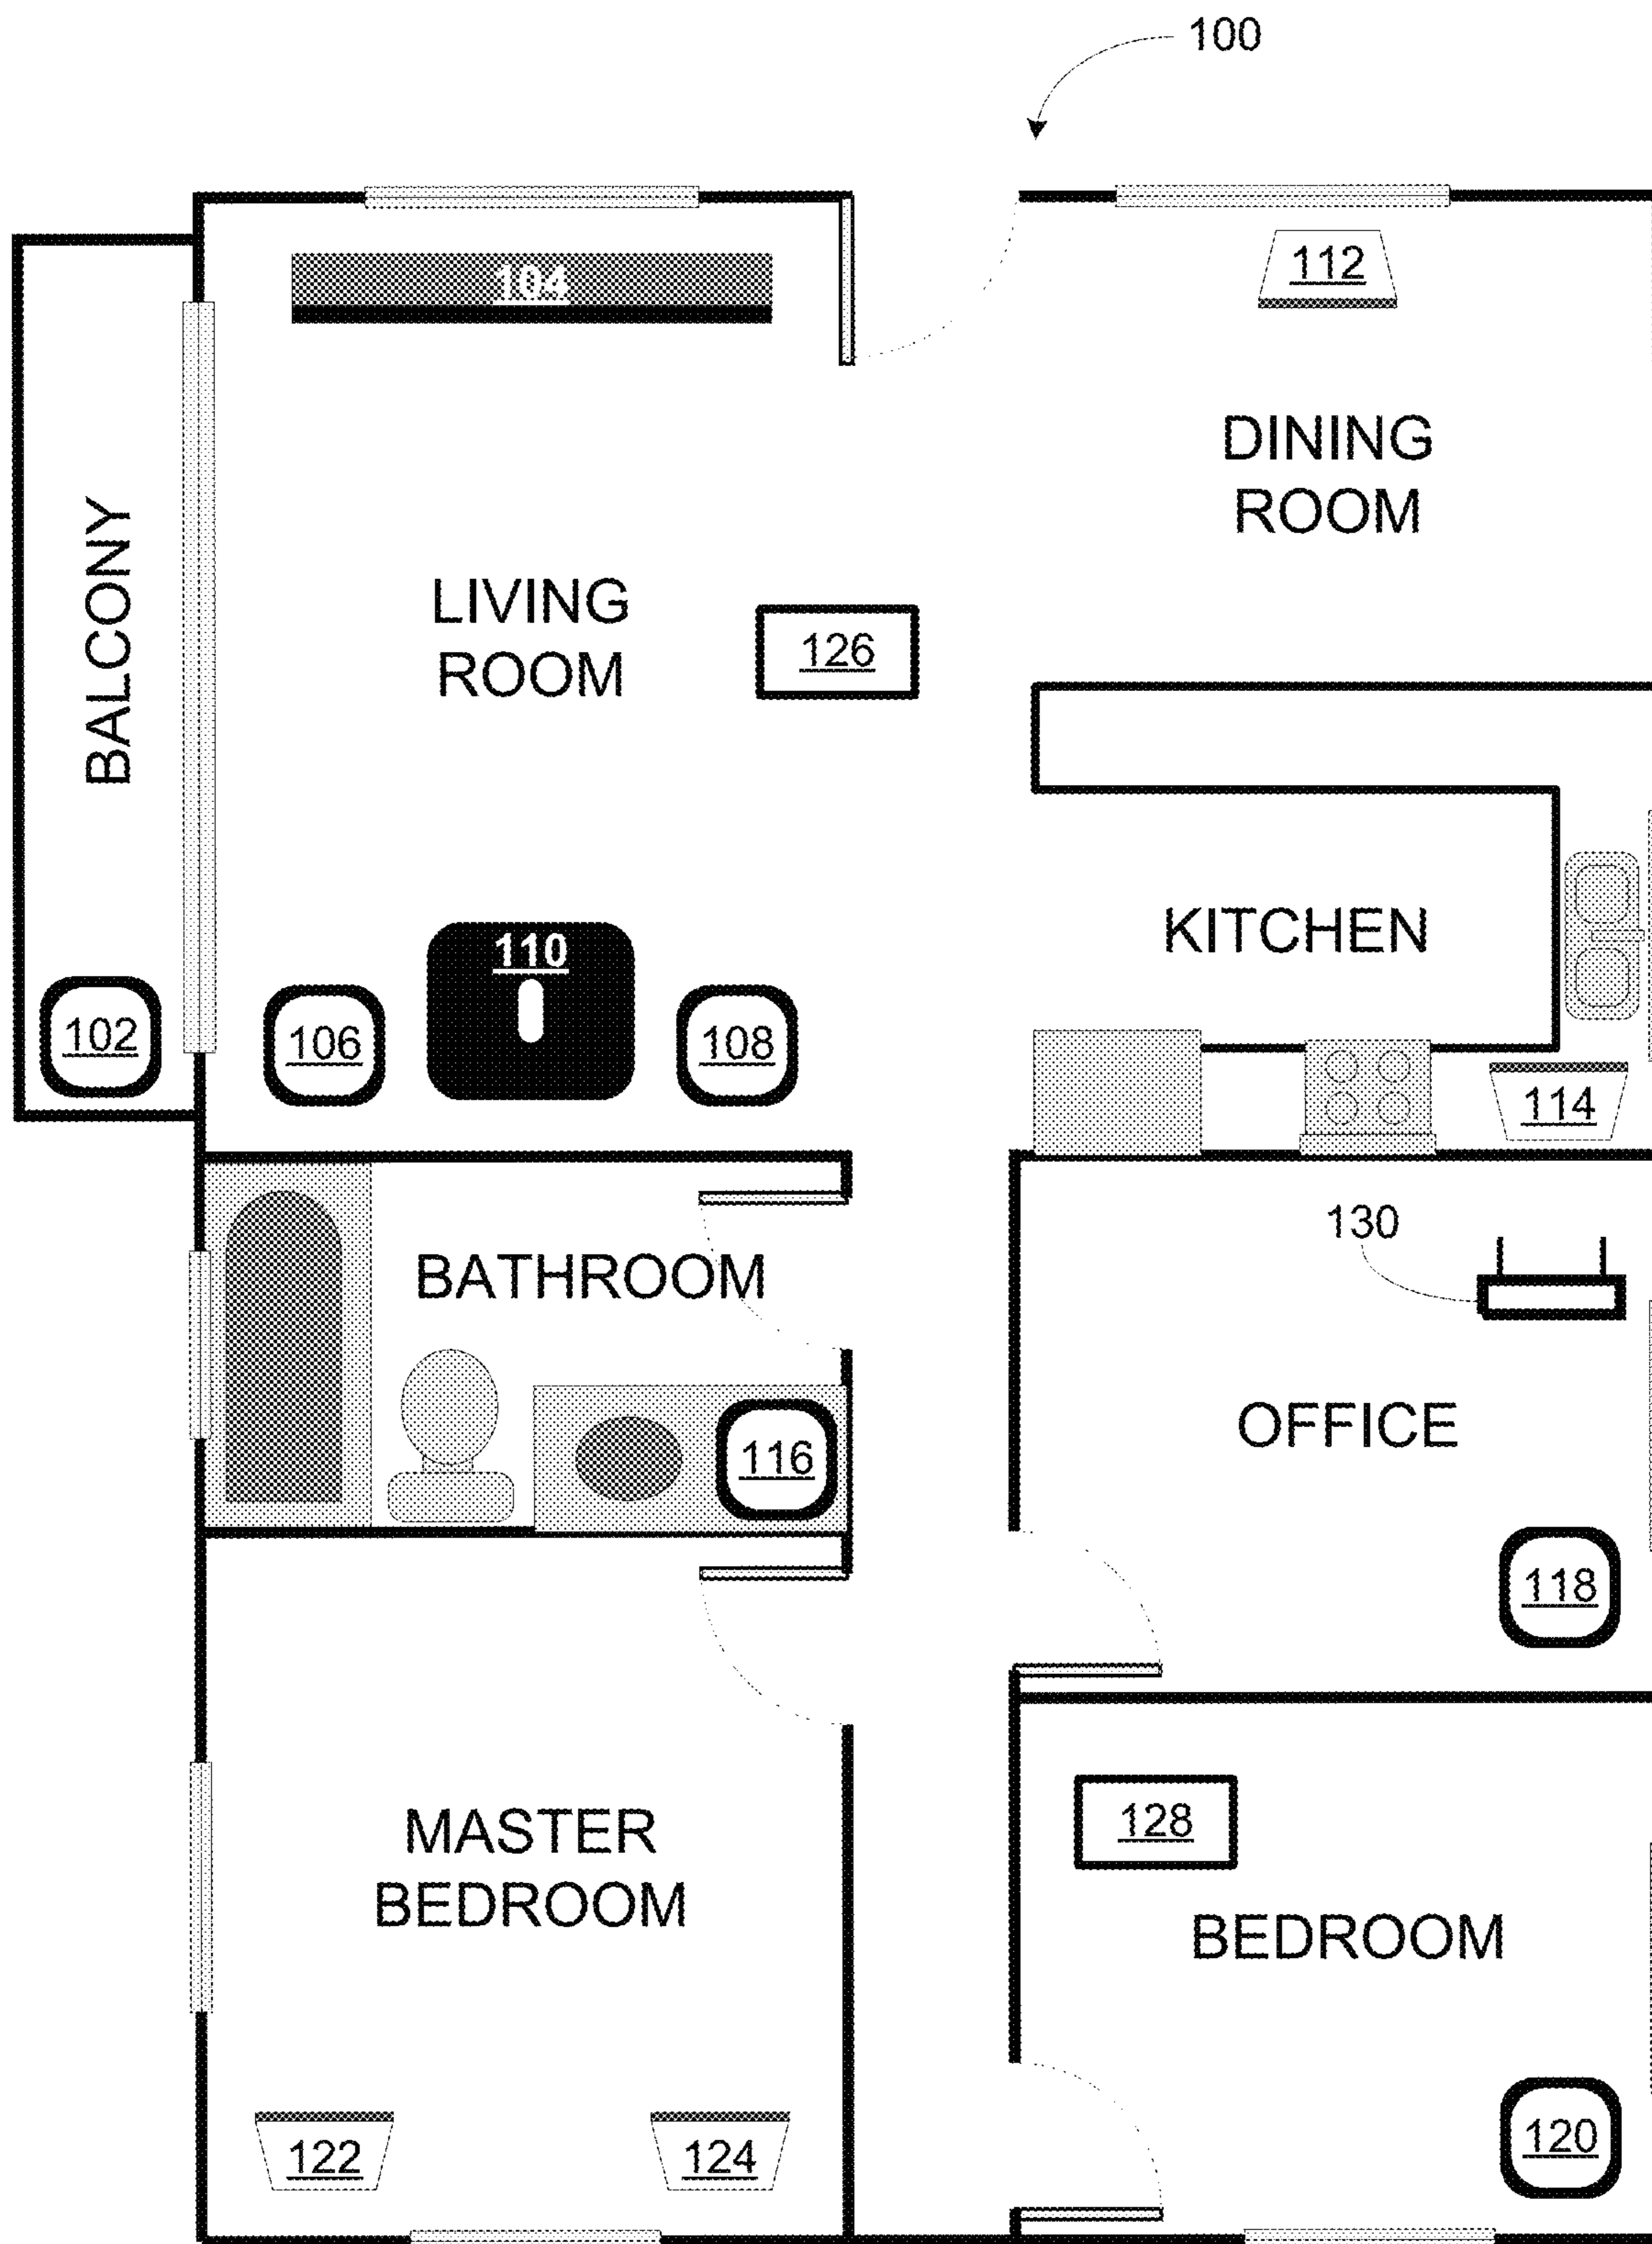 100
104
112
DINING
ROOM
BALCONY
LIVING
ROOM
126
KITCHEN
110
102
106
108
114
130
BATHROOM
OFFICE
116
118
MASTER
BEDROOM
128
BEDROOM
122
124
120